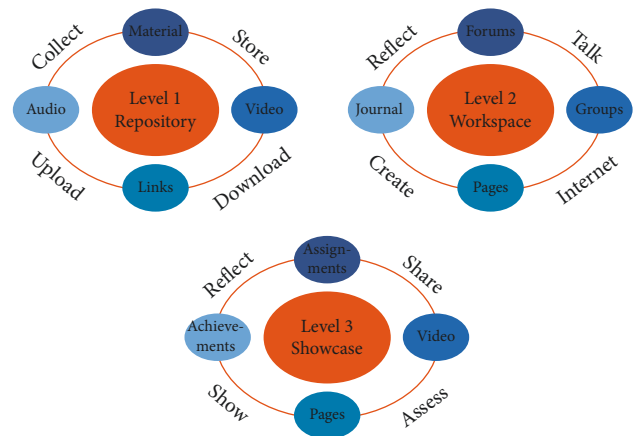 Collect
Material
Store
Audio
Level 1
Repository
Video
Upload
Links
Download
Reflect
Forums
Talk
Journal
Level 2
Workspace
Groups
Create
Pages
Internet
Reflect
Assign-
ments
Share
Achieve-
ments
Level 3
Showcase
Video
Show
Pages
Assess